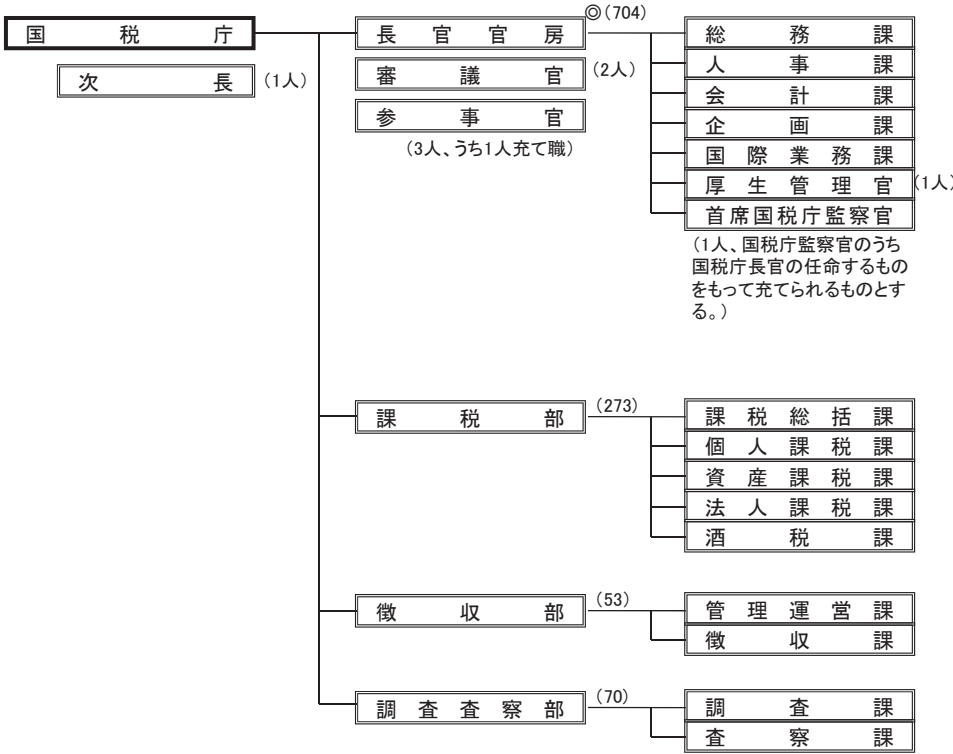 ◎(704)
国税庁
長官官房
総務課
次長
(1人)
審議官
(2人)
人事課
会計課
参事官
企画課
(3人、うち1人充て職)
国際業務課
厚生管理官
(1人)
首席国税庁監察官
(1人、国税庁監察官のうち
国税庁長官の任命するもの
をもって充てられるものとす
る。)
課税部
(273)
課税総括課
個人課税課
資産課税課
法人課税課
酒税課
徴収部
(53)
管理運営課
徴収課
調査査察部
(70)
調査課
査察課